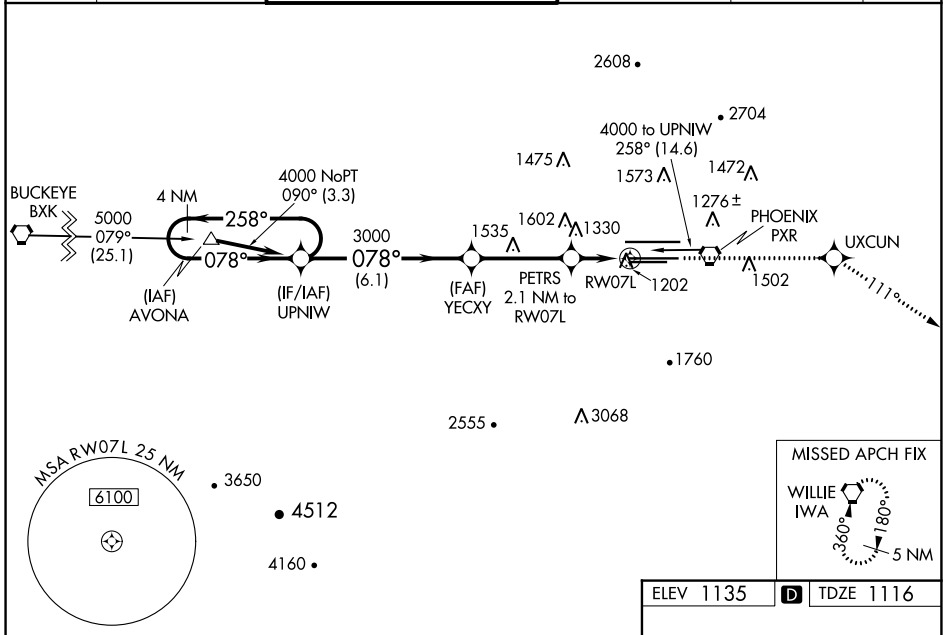 2608
2704
4000 to UPNIW
258° (14.6)
1475
1573
1472
4000 NoPT
090° (3.3)
BUCKEYE
BXK
4 NM
5000
079°
(25.1)
258°
078°
1276 ±
PHOENIX
PXR
1602
1330
1535
3000
078°
(6.1)
UXCUN
(IAF)
AVONA
(IF/IAF)
UPNIW
(FAF)
YECXY
PETRS
2.1 NM to
RW07L
RW07L
1202
1502
111°
1760
2555
3068
MSA RW07L 25 NM
6100
3650
4512
4160
MISSED APCH FIX
WILLIE
IWA
360°
180°
5 NM
ELEV 1135 D TDZE 1116